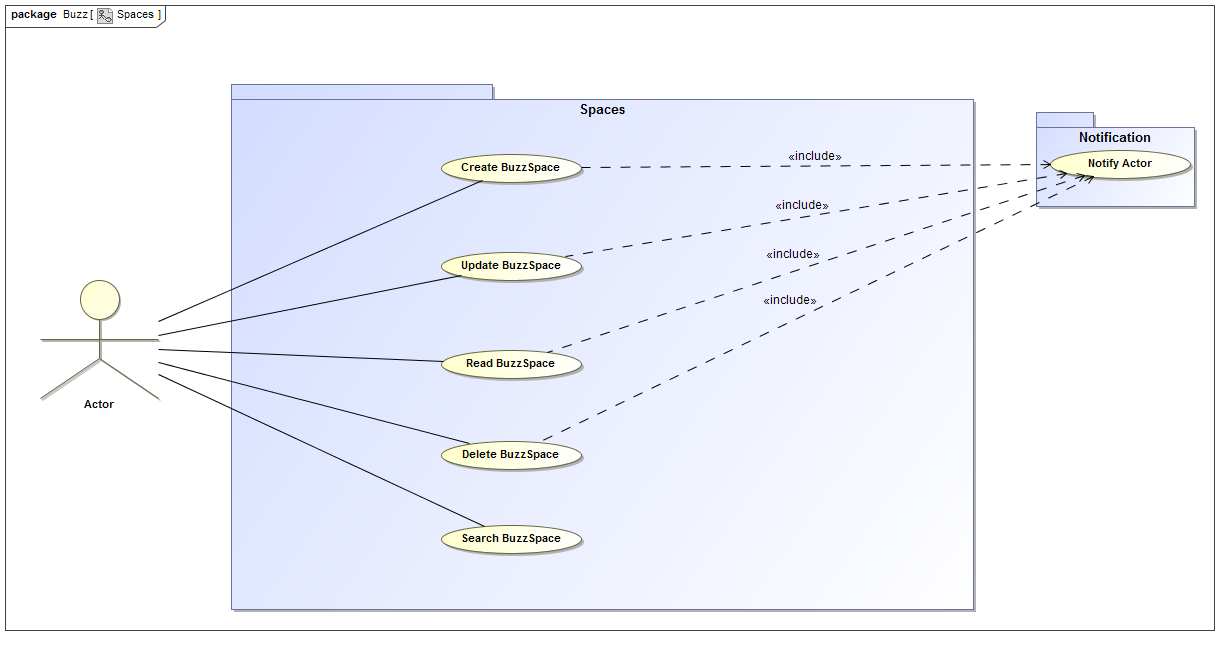 package Buzz [ Spaces ]
Spaces
Notification
Create BuzzSpace
«include»
Notify Actor
«include»
Update BuzzSpace
«include»
«include»
Read BuzzSpace
Actor
Delete BuzzSpace
Search BuzzSpace